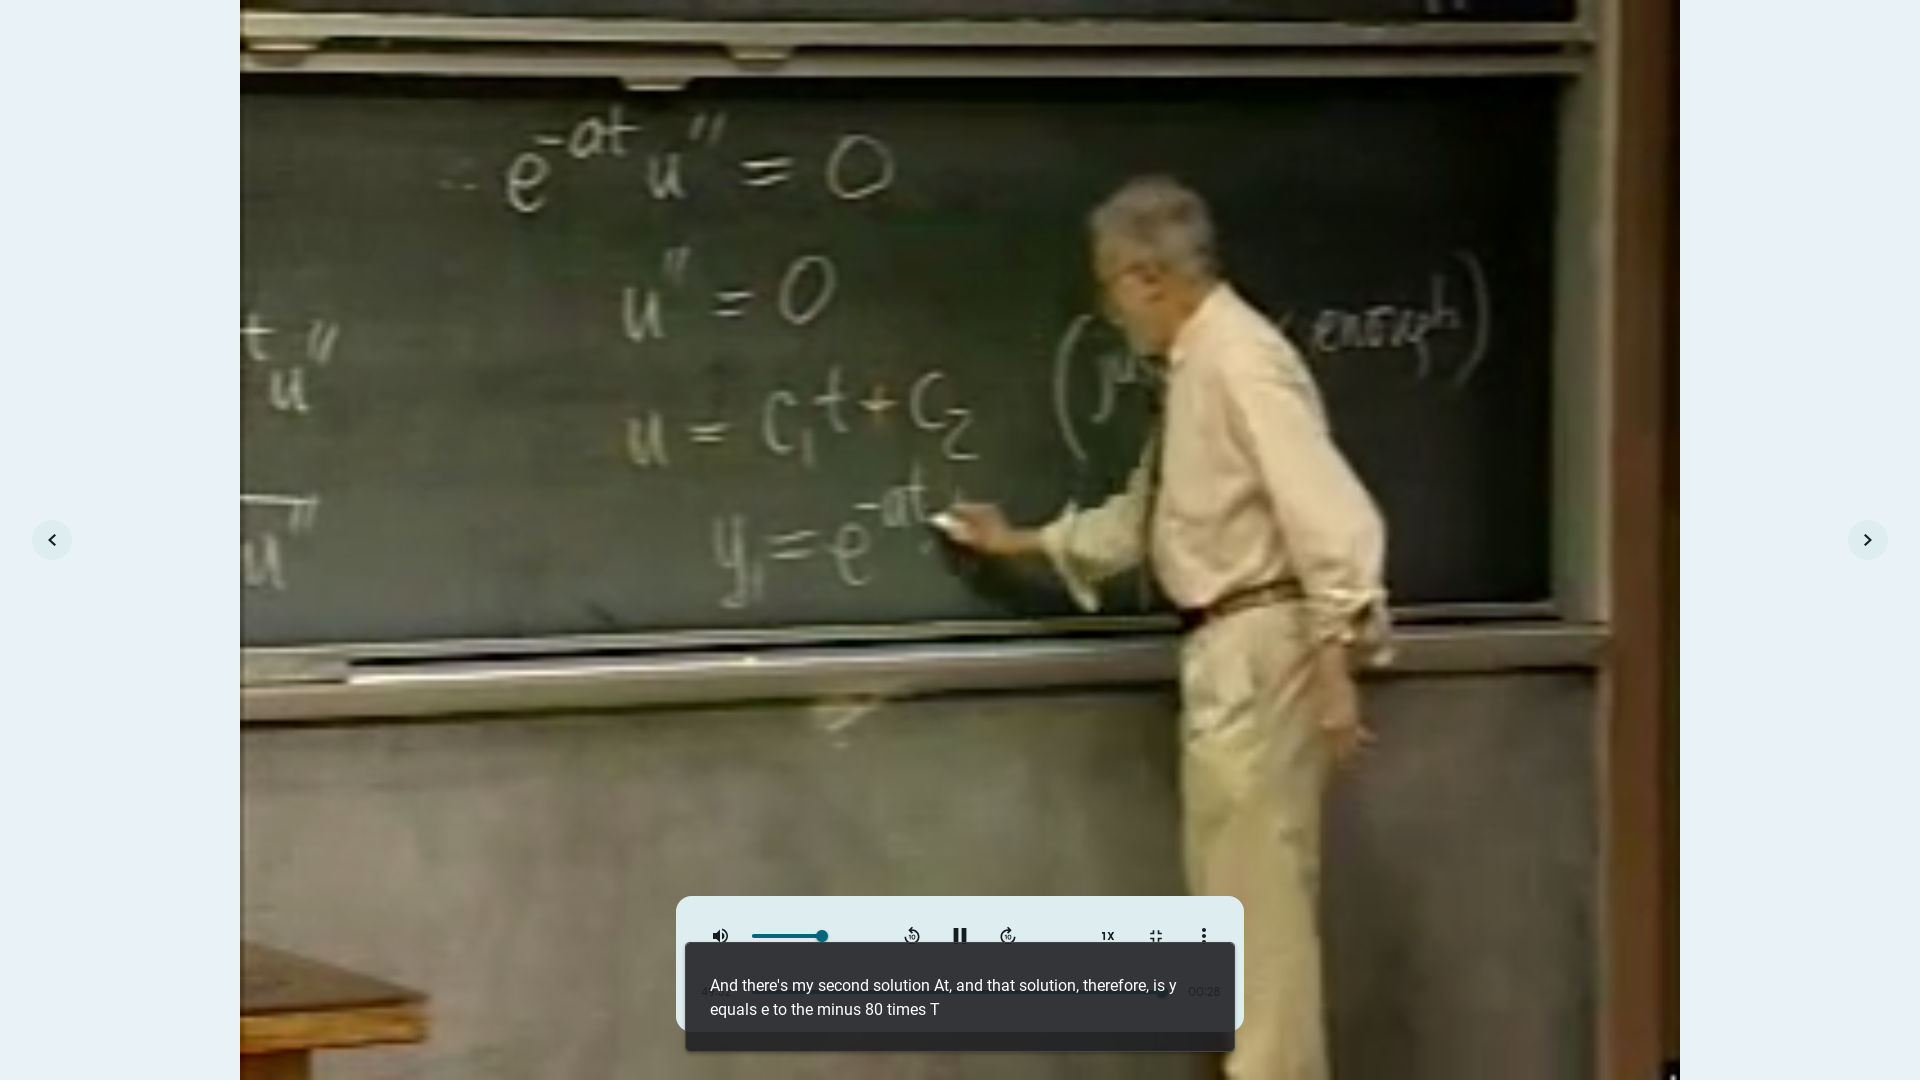 e^{-at} u'' = 0
u'' = 0
t u''
u = c₁t + c₂
enough)
u''
y₁ = e^{-at}
1X
And there's my second solution At, and that solution, therefore, is y
equals e to the minus 80 times T
00:28